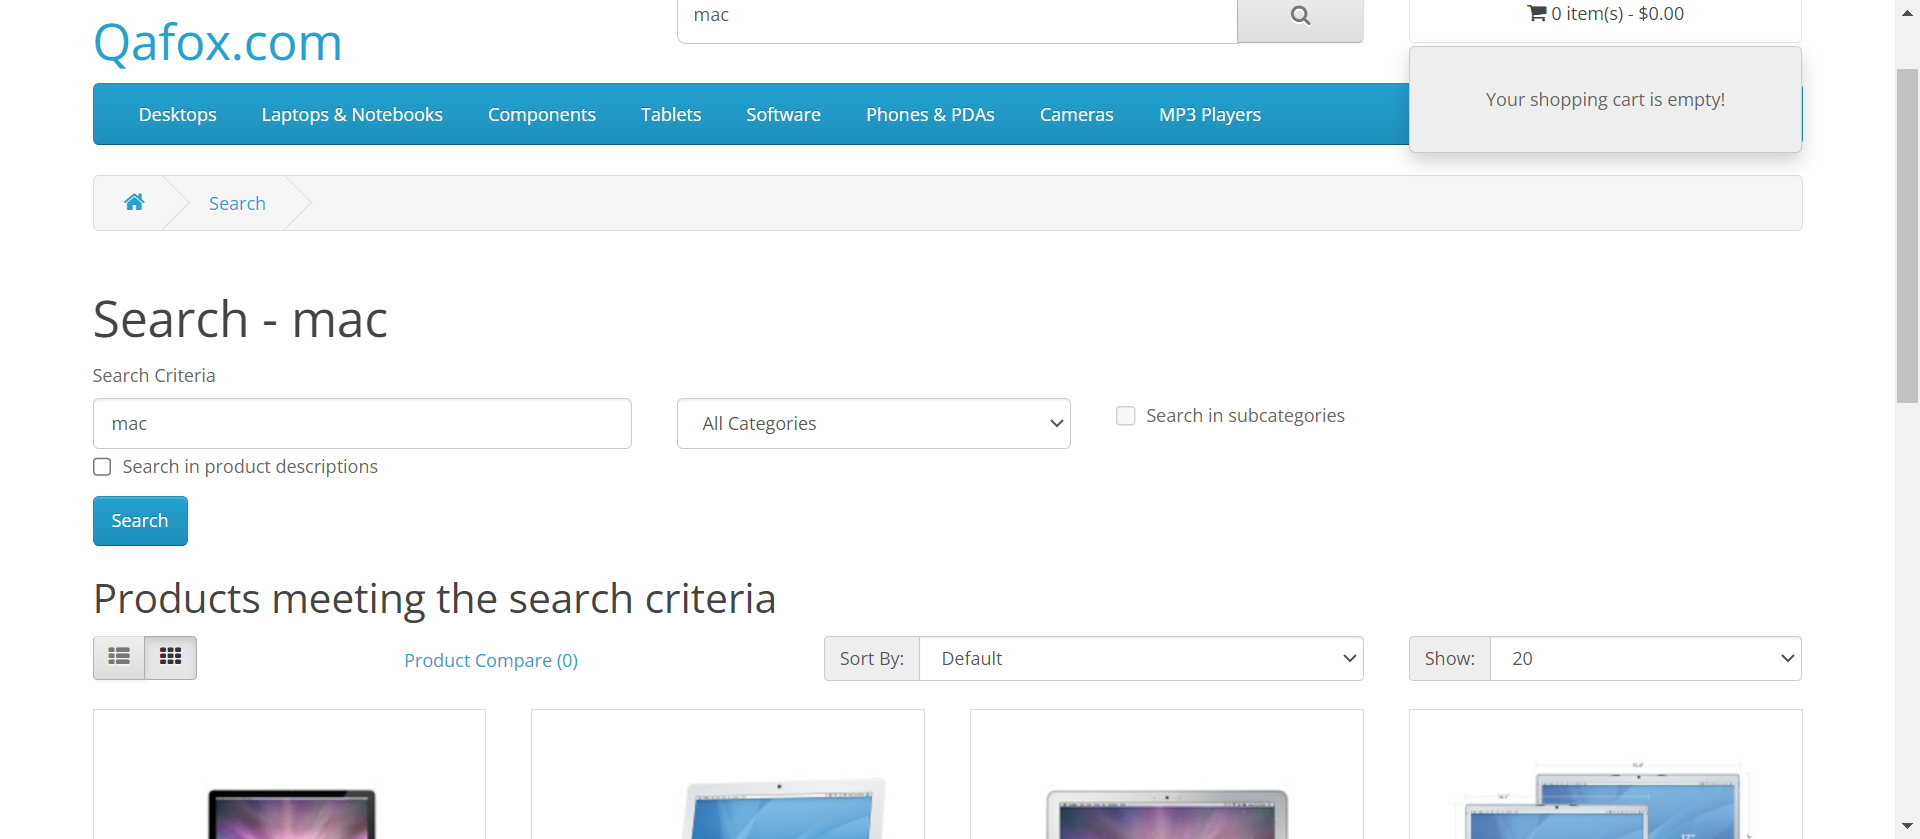 mac
0 item(s) - $0.00
Qafox.com
Desktops
Laptops & Notebooks
Components
Tablets
Software
Phones & PDAs
Cameras
MP3 Players
Your shopping cart is empty!
Search
Search - mac
Search Criteria
mac
All Categories
Search in subcategories
Search in product descriptions
Search
Products meeting the search criteria
Product Compare (0)
Sort By:
Default
Show:
20